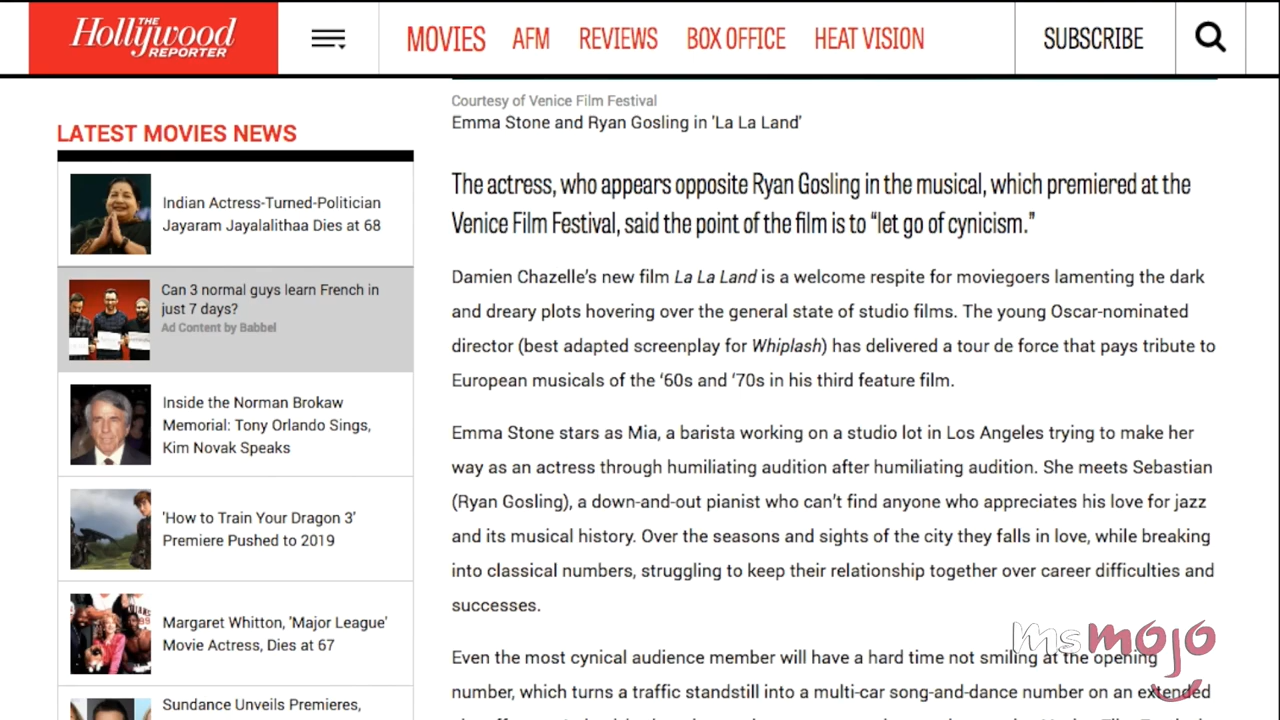 THE
Hollywood
REPORTER
MOVIES AFM REVIEWS BOX OFFICE HEAT VISION SUBSCRIBE
LATEST MOVIES NEWS
Indian Actress-Turned-Politician
Jayaram Jayalalithaa Dies at 68
Can 3 normal guys learn French in
just 7 days?
Ad Content by Babbel
Inside the Norman Brokaw
Memorial: Tony Orlando Sings,
Kim Novak Speaks
'How to Train Your Dragon 3'
Premiere Pushed to 2019
Margaret Whitton, 'Major League'
Movie Actress, Dies at 67
Sundance Unveils Premieres,
Courtesy of Venice Film Festival
Emma Stone and Ryan Gosling in 'La La Land'
The actress, who appears opposite Ryan Gosling in the musical, which premiered at the
Venice Film Festival, said the point of the film is to “let go of cynicism.”
Damien Chazelle’s new film La La Land is a welcome respite for moviegoers lamenting the dark
and dreary plots hovering over the general state of studio films. The young Oscar-nominated
director (best adapted screenplay for Whiplash) has delivered a tour de force that pays tribute to
European musicals of the ‘60s and ‘70s in his third feature film.
Emma Stone stars as Mia, a barista working on a studio lot in Los Angeles trying to make her
way as an actress through humiliating audition after humiliating audition. She meets Sebastian
(Ryan Gosling), a down-and-out pianist who can’t find anyone who appreciates his love for jazz
and its musical history. Over the seasons and sights of the city they falls in love, while breaking
into classical numbers, struggling to keep their relationship together over career difficulties and
successes.
Even the most cynical audience member will have a hard time not smiling at the opening
number, which turns a traffic standstill into a multi-car song-and-dance number on an extended
msmojo